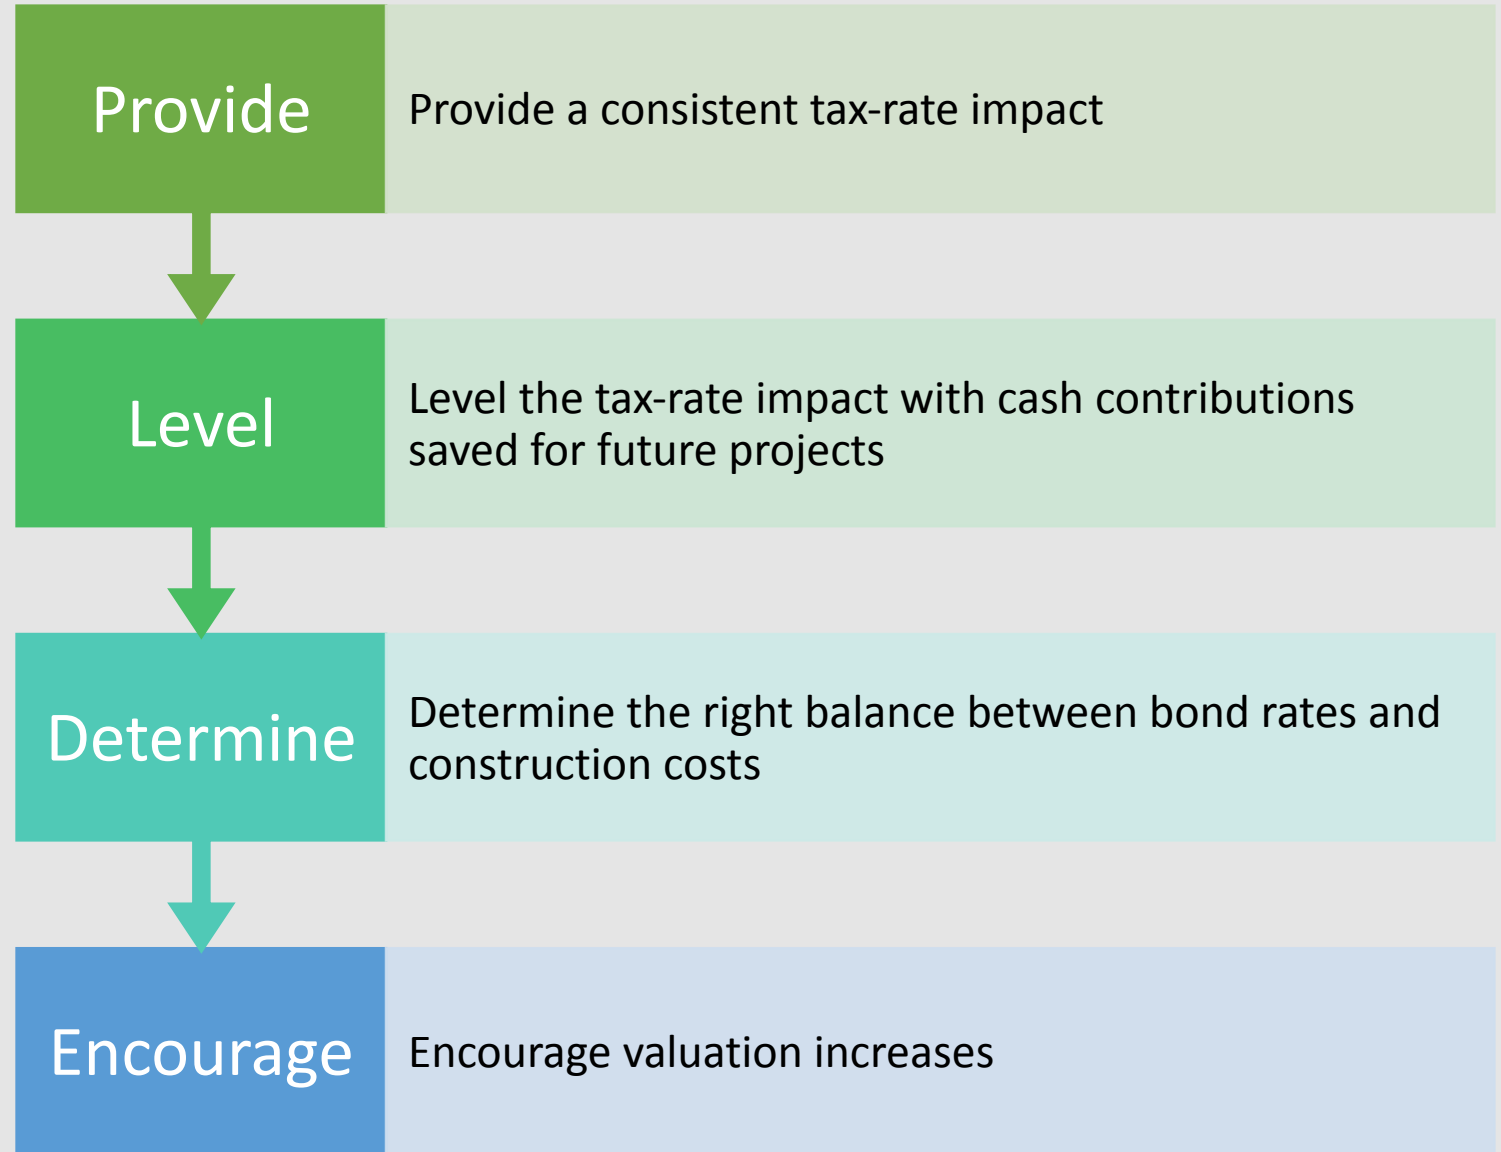 Provide
Provide a consistent tax-rate impact
Level
Level the tax-rate impact with cash contributions
saved for future projects
Determine
Determine the right balance between bond rates and
construction costs
Encourage
Encourage valuation increases